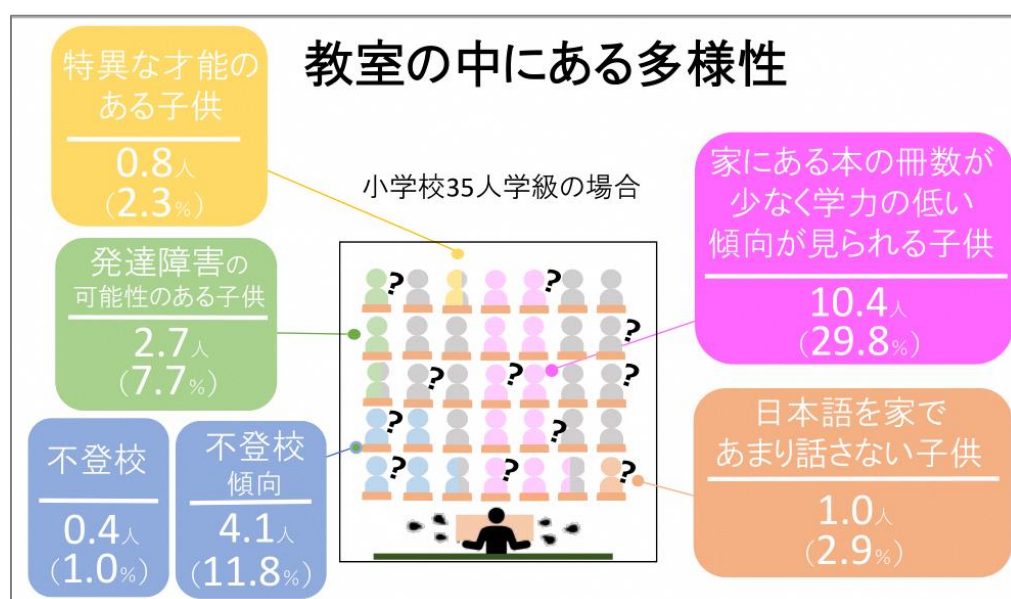 教室の中にある多様性
小学校35人学級の場合
特異な才能の
ある子供
0.8人
(2.3%)
発達障害の
可能性のある子供
2.7人
(7.7%)
不登校
0.4人
(1.0%)
不登校
傾向
4.1人
(11.8%)
家にある本の冊数が
少なく学力の低い
傾向が見られる子供
10.4人
(29.8%)
日本語を家で
あまり話さない子供
1.0人
(2.9%)
?
?
?
?
?
?
?
?
?
?
?
?